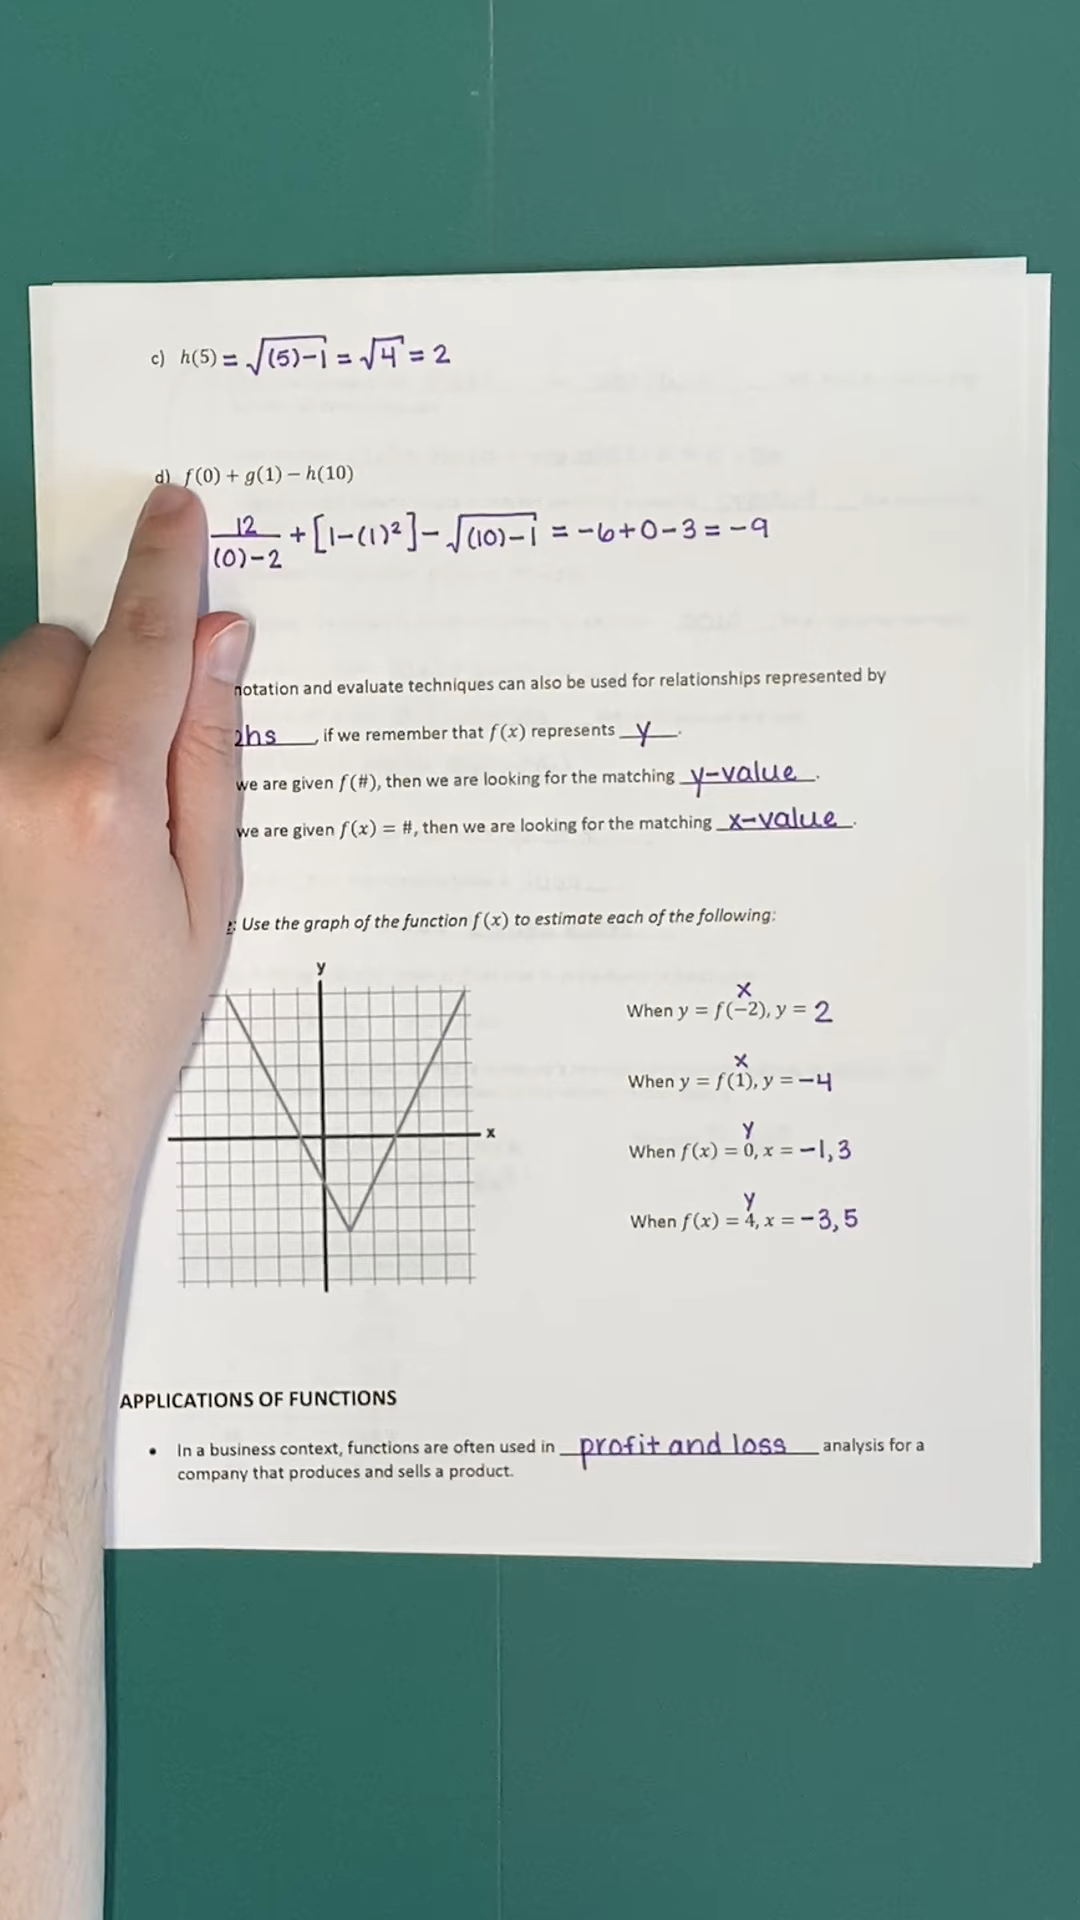 c) h(5) = √(5)-1 = √4 = 2
d) f(0) + g(1) − h(10)
12/(0)-2 + [1-(1)²] - √(10)-1 = -6+0-3 = -9
notation and evaluate techniques can also be used for relationships represented by
hs, if we remember that f(x) represents y.
we are given f(#), then we are looking for the matching y-value.
we are given f(x) = #, then we are looking for the matching x-value.
: Use the graph of the function f(x) to estimate each of the following:
y
x
x
When y = f(−2), y = 2
x
When y = f(1), y = -4
y
When f(x) = 0, x = -1, 3
y
When f(x) = 4, x = -3, 5
APPLICATIONS OF FUNCTIONS
• In a business context, functions are often used in profit and loss analysis for a
company that produces and sells a product.